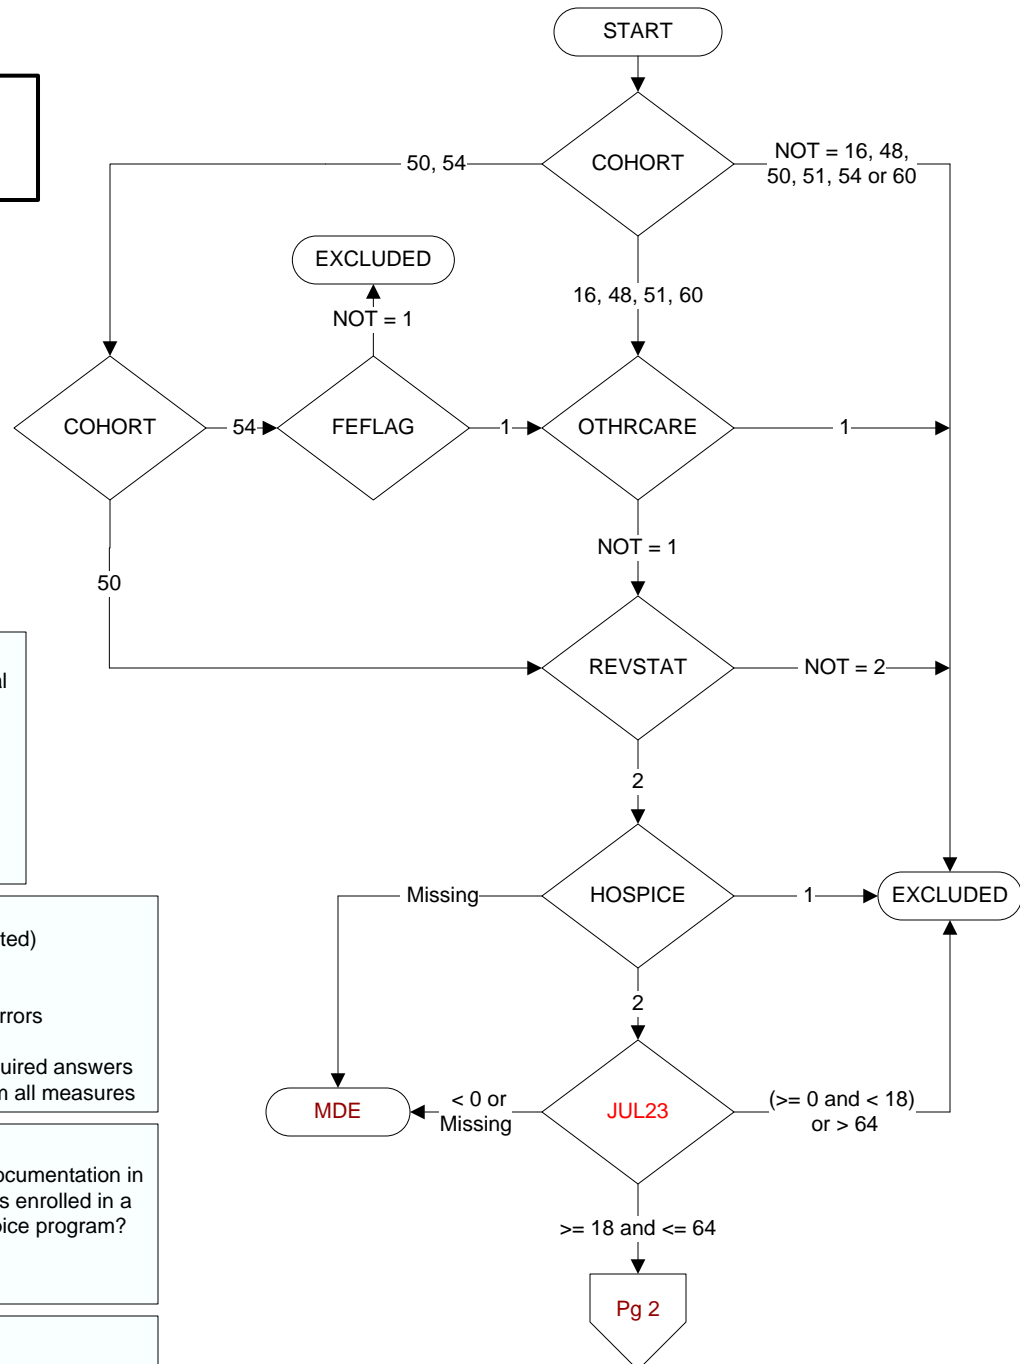 START
COHORT
50, 54
NOT = 16, 48,
50, 51, 54 or 60
EXCLUDED
16, 48, 51, 60
NOT = 1
COHORT
54
FEFLAG
1
OTHRCARE
1
NOT = 1
50
REVSTAT
NOT = 2
al
2
Missing
HOSPICE
1
EXCLUDED
ted)
2
rrors
uired answers
m all measures
MDE
< 0 or
Missing
JUL23
(>= 0 and < 18)
or > 64
ocumentation in
s enrolled in a
oice program?
>= 18 and <= 64
Pg 2